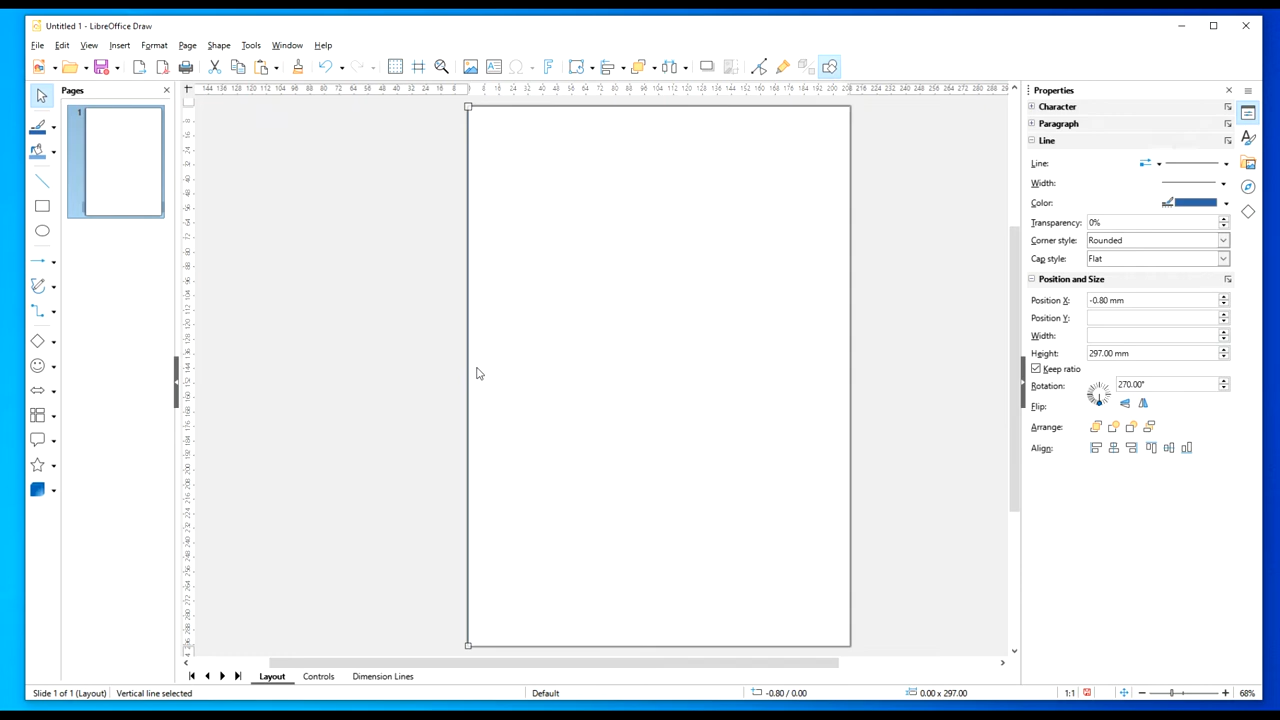 Untitled 1 - LibreOffice Draw
File Edit View Insert Format Page Shape Tools Window Help
Pages
1
Properties
Character
Paragraph
Line
Line:
Width:
Color:
Transparency: 0%
Corner style: Rounded
Cap style: Flat
Position and Size
Position X: -0.80 mm
Position Y:
Width:
Height: 297.00 mm
Keep ratio
Rotation: 270.00°
Flip:
Arrange:
Align:
Layout Controls Dimension Lines
Slide 1 of 1 (Layout) Vertical line selected Default -0.80 / 0.00 0.00 x 297.00 1:1 68%